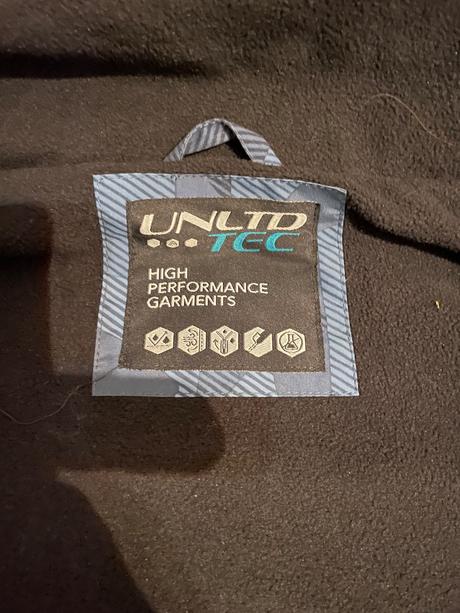 UNLTD
TEC
HIGH
PERFORMANCE
GARMENTS